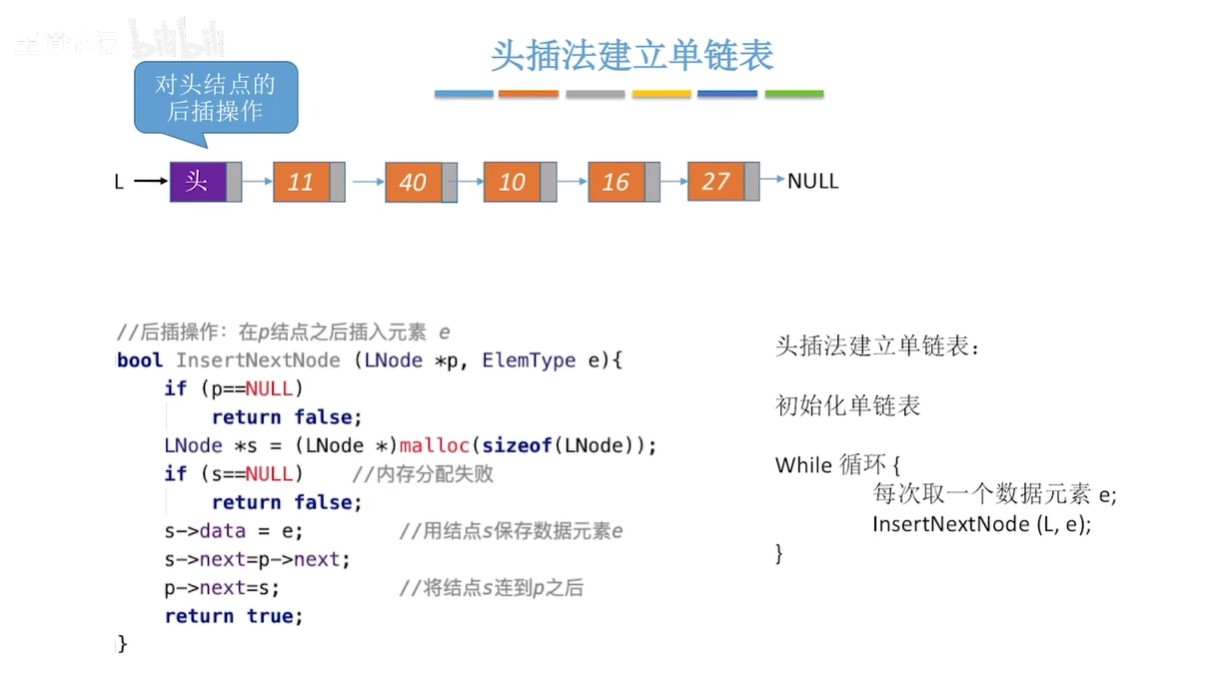 王道论坛 bilibili
头插法建立单链表
对头结点的
后插操作
L 头 11 40 10 16 27 NULL
//后插操作：在p结点之后插入元素 e
bool InsertNextNode (LNode *p, ElemType e){
if (p==NULL)
return false;
LNode *s = (LNode *)malloc(sizeof(LNode));
if (s==NULL) //内存分配失败
return false;
s->data = e; //用结点s保存数据元素e
s->next=p->next;
p->next=s; //将结点s连到p之后
return true;
}
头插法建立单链表：
初始化单链表
While 循环 {
每次取一个数据元素 e;
InsertNextNode (L, e);
}